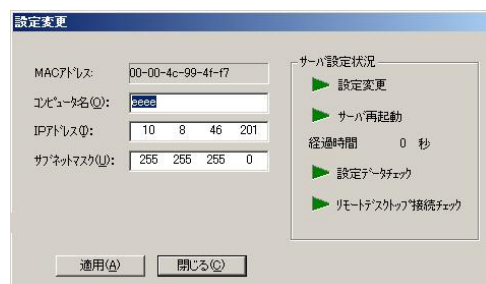 設定変更
MACｱﾄﾞﾚｽ: 00-00-4c-99-4f-f7
ｺﾝﾋﾟｭｰﾀ名(O): eeee
IPｱﾄﾞﾚｽ(I): 10 8 46 201
ｻﾌﾞﾈｯﾄﾏｽｸ(U): 255 255 255 0
サーバ設定状況
設定変更
サーバ再起動
経過時間 0 秒
設定ﾃﾞｰﾀﾁｪｯｸ
ﾘﾓｰﾄﾃﾞｽｸﾄｯﾌﾟ接続ﾁｪｯｸ
適用(A) 閉じる(C)